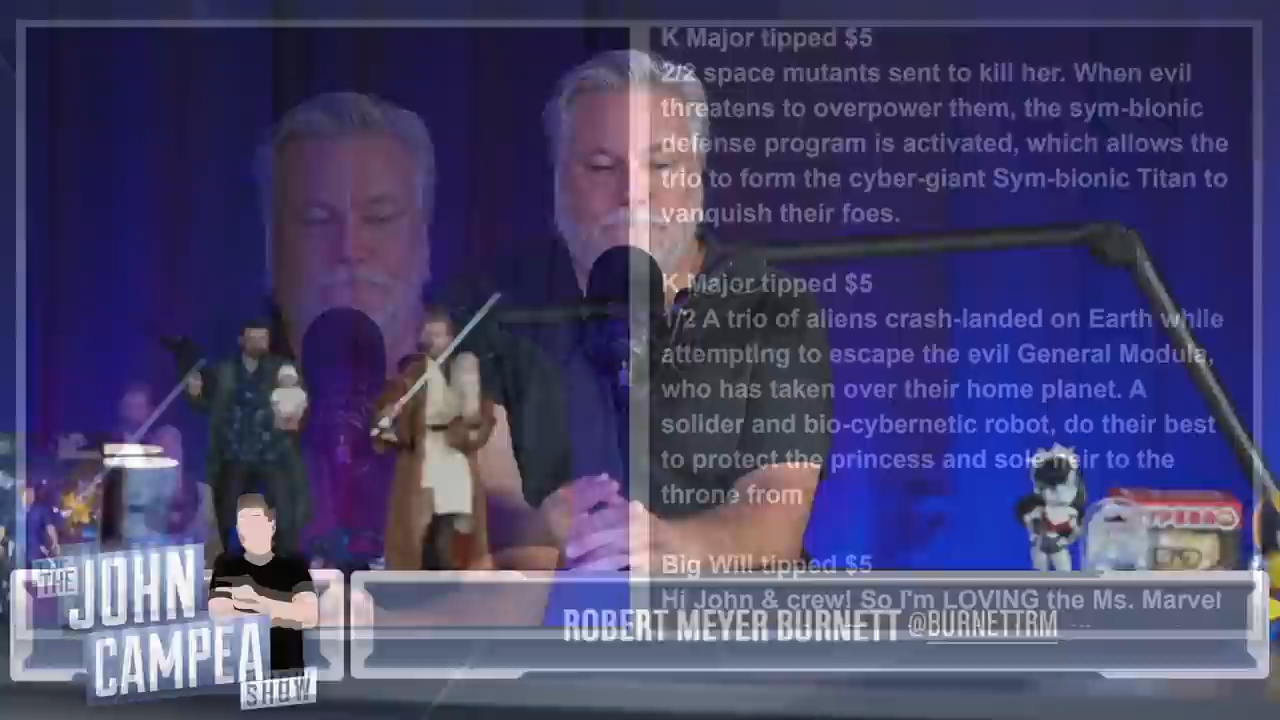 K Major tipped $5
2/2 space mutants sent to kill her. When evil
threatens to overpower them, the sym-bionic
defense program is activated, which allows the
trio to form the cyber-giant Sym-bionic Titan to
vanquish their foes.
K Major tipped $5
1/2 A trio of aliens crash-landed on Earth while
attempting to escape the evil General Modula,
who has taken over their home planet. A
solider and bio-cybernetic robot, do their best
to protect the princess and sole heir to the
throne from
Big Will tipped $5
Hi John & crew! So I'm LOVING the Ms. Marvel
ROBERT MEYER BURNETT @BURNETTRM
THE
JOHN
CAMPEA
SHOW